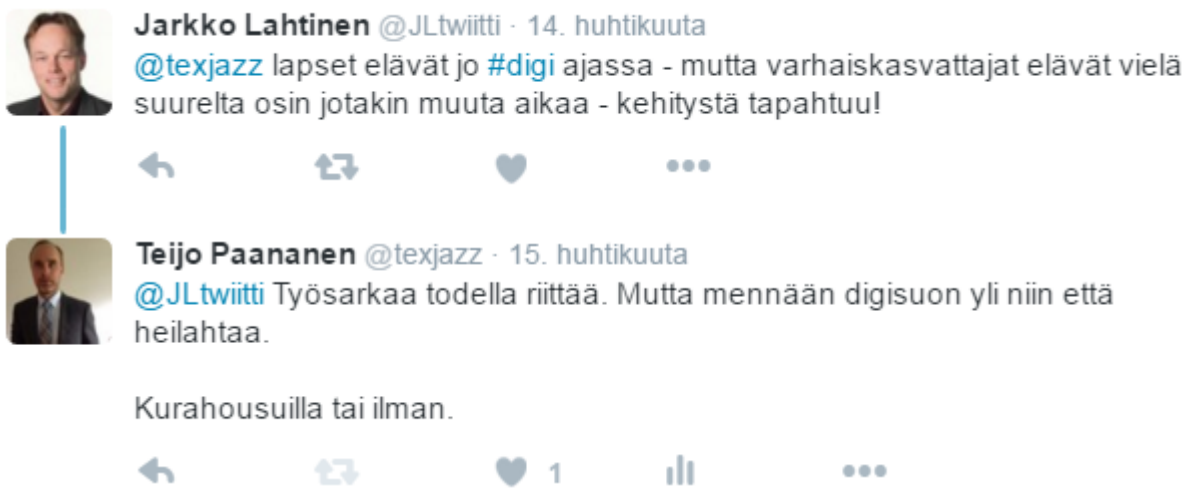 Jarkko Lahtinen @JLtwiitti · 14. huhtikuuta
@texjazz lapset elävät jo #digi ajassa - mutta varhaiskasvattajat elävät vielä
suurelta osin jotakin muuta aikaa - kehitystä tapahtuu!
Teijo Paananen @texjazz · 15. huhtikuuta
@JLtwiitti Työsarkaa todella riittää. Mutta mennään digisuon yli niin että
heilahtaa.
Kurahousuilla tai ilman.
1